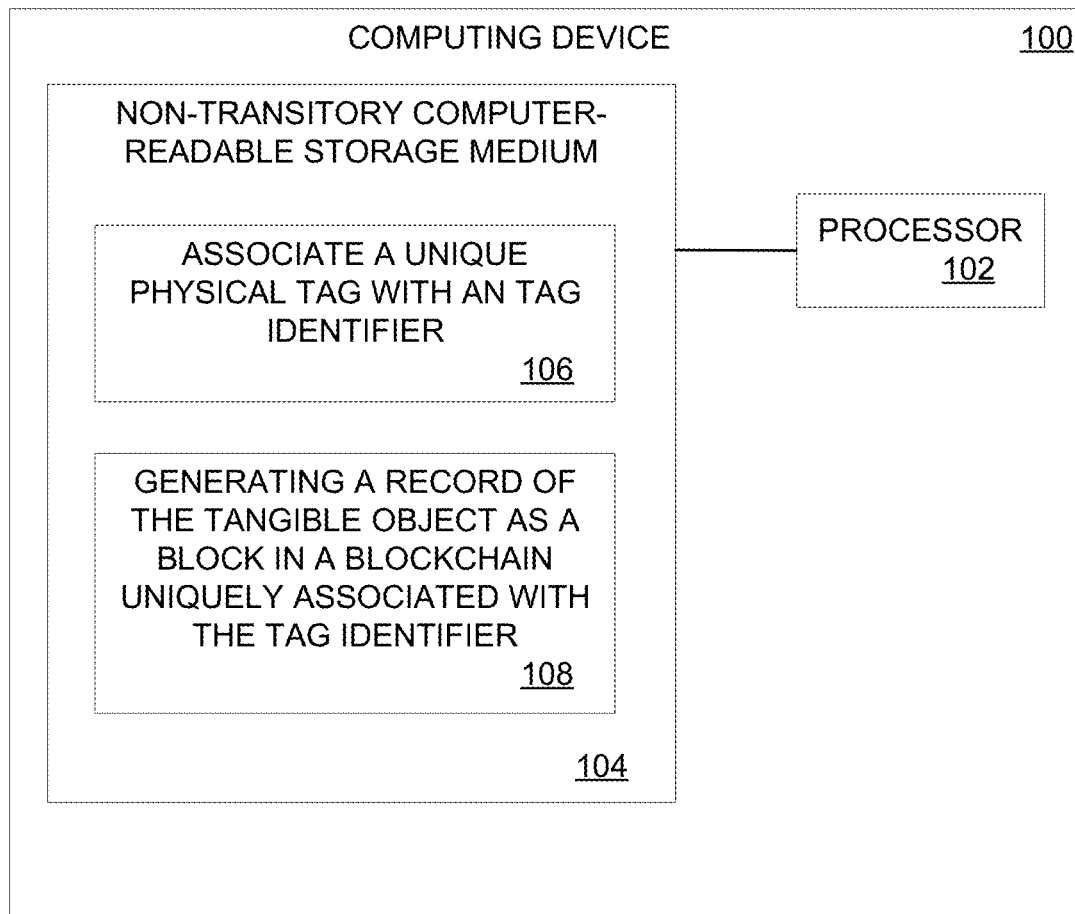 COMPUTING DEVICE 100
NON-TRANSITORY COMPUTER-
READABLE STORAGE MEDIUM
ASSOCIATE A UNIQUE
PHYSICAL TAG WITH AN TAG
IDENTIFIER
106
GENERATING A RECORD OF
THE TANGIBLE OBJECT AS A
BLOCK IN A BLOCKCHAIN
UNIQUELY ASSOCIATED WITH
THE TAG IDENTIFIER
108
104
PROCESSOR
102